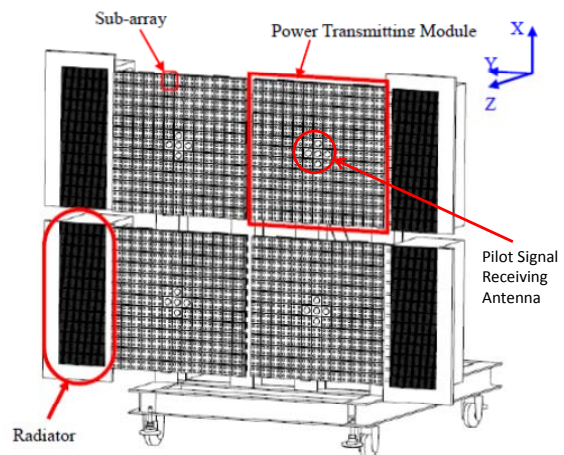 Sub-array
Power Transmitting Module
X
Y
Z
Pilot Signal
Receiving
Antenna
Radiator